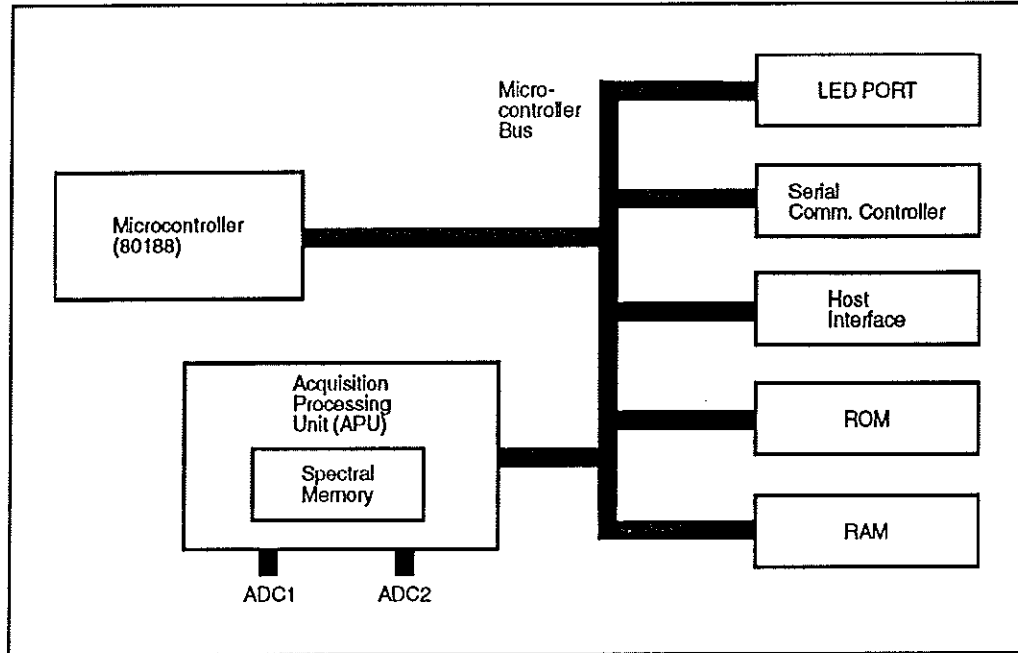 Micro-
controller
Bus
LED PORT
Serial
Comm. Controller
Microcontroller
(80188)
Host
Interface
Acquisition
Processing
Unit (APU)
Spectral
Memory
ROM
RAM
ADC1
ADC2